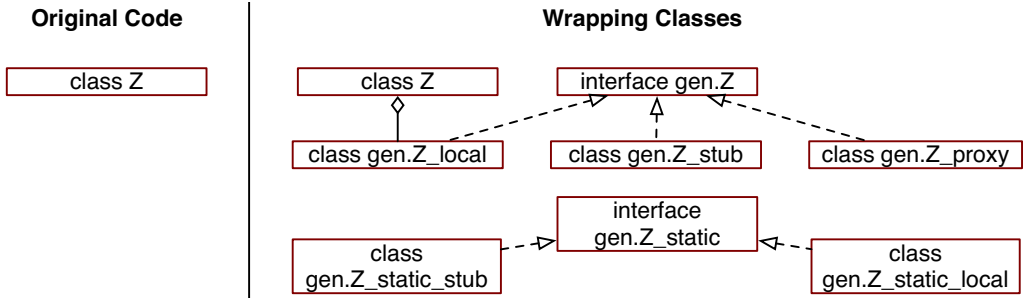 Original Code
Wrapping Classes
class Z
class Z
interface gen.Z
class gen.Z_local
class gen.Z_stub
class gen.Z_proxy
interface
gen.Z_static
class
gen.Z_static_stub
class
gen.Z_static_local